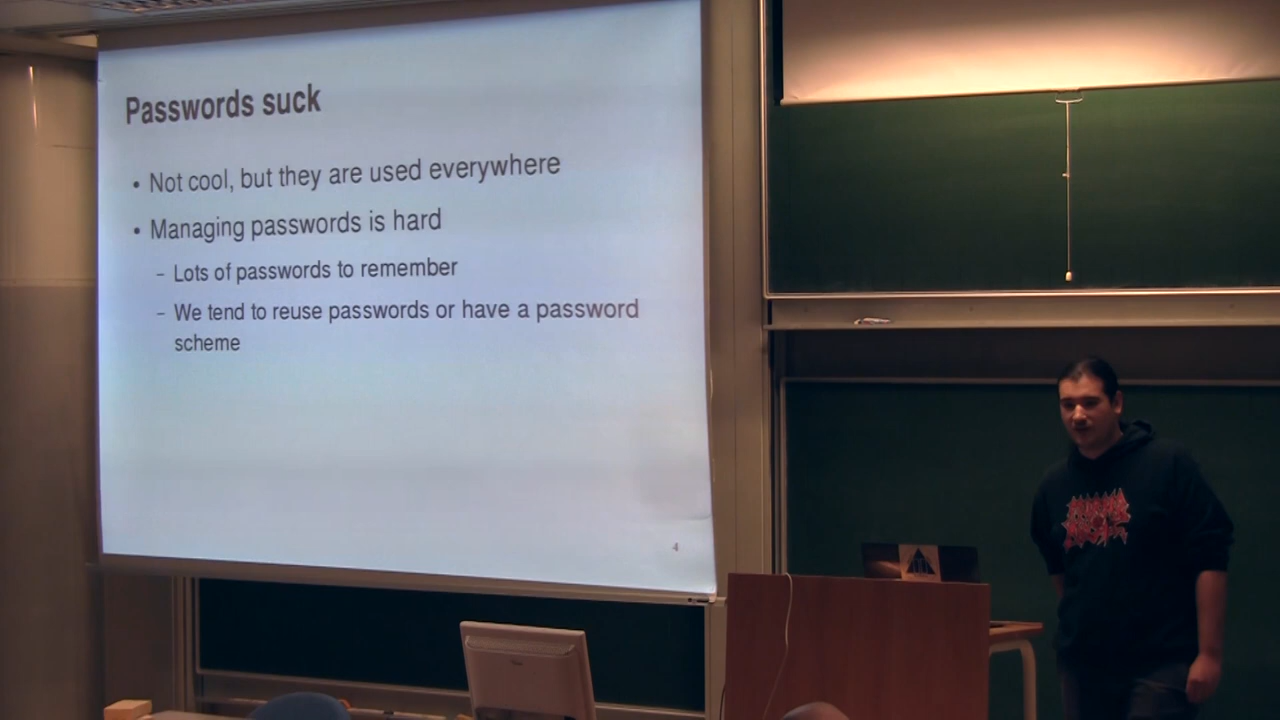 Passwords suck
• Not cool, but they are used everywhere
• Managing passwords is hard
– Lots of passwords to remember
– We tend to reuse passwords or have a password
scheme
4